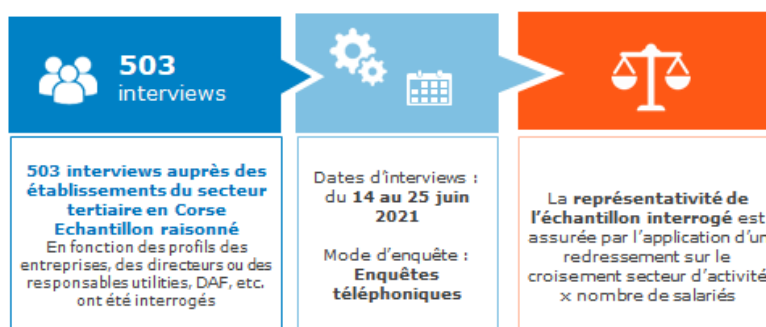 503
interviews
503 interviews auprès des
établissements du secteur
tertiaire en Corse
Echantillon raisonné
En fonction des profils des
entreprises, des directeurs ou des
responsables utilities, DAF, etc.
ont été interrogés
Dates d'interviews :
du 14 au 25 juin
2021
Mode d'enquête :
Enquêtes
téléphoniques
La représentativité de
l'échantillon interrogé est
assurée par l'application d'un
redressement sur le
croisement secteur d'activité
x nombre de salariés